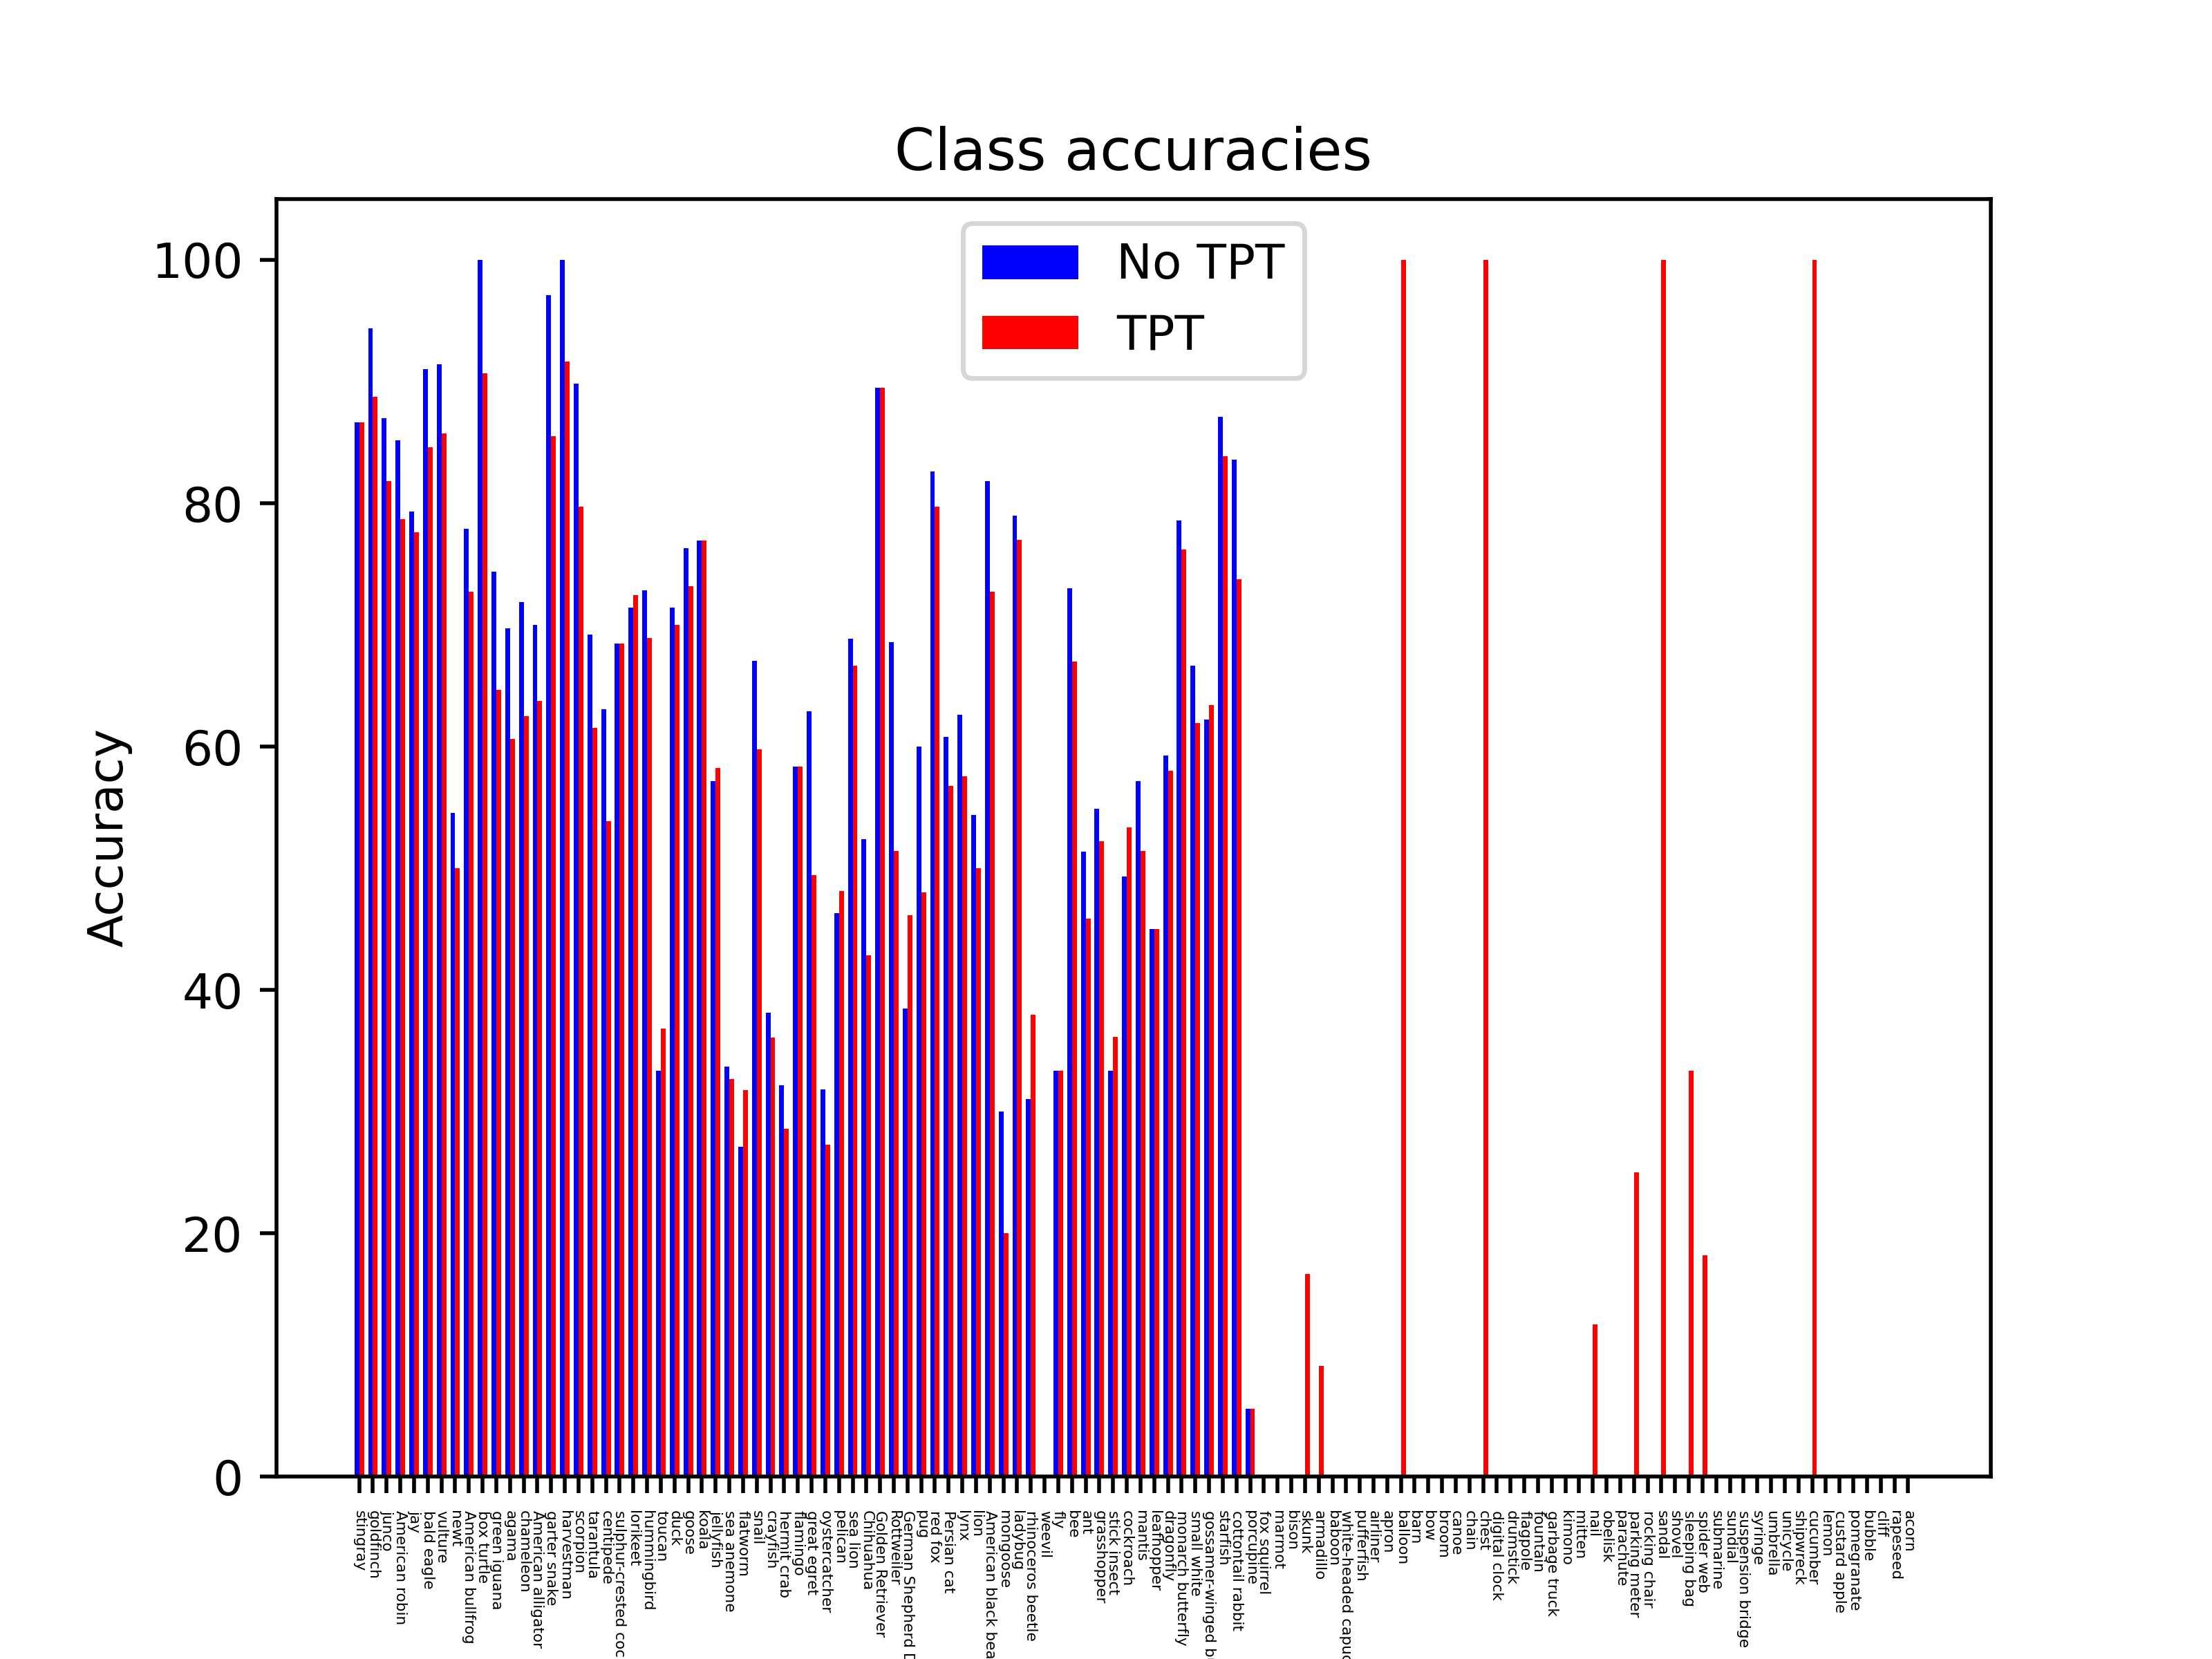 Class accuracies
No TPT
TPT
Accuracy
100
80
60
40
20
0
stingray
goldfinch
junco
American robin
jay
bald eagle
vulture
newt
American bullfrog
box turtle
green iguana
agama
chameleon
American alligator
garter snake
harvestman
scorpion
tarantula
centipede
sulphur-crested coc
lorikeet
hummingbird
toucan
duck
goose
koala
jellyfish
sea anemone
flatworm
snail
crayfish
hermit crab
flamingo
great egret
oystercatcher
pelican
sea lion
Chihuahua
Golden Retriever
Rottweiler
German Shepherd D
pug
red fox
Persian cat
lynx
lion
American black bea
mongoose
ladybug
rhinoceros beetle
weevil
fly
bee
ant
grasshopper
stick insect
cockroach
mantis
leafhopper
dragonfly
monarch butterfly
small white
gossamer-winged b
starfish
cottontail rabbit
porcupine
fox squirrel
marmot
bison
skunk
armadillo
baboon
white-headed capuc
pufferfish
airliner
apron
balloon
barn
bow
broom
canoe
chain
chest
digital clock
drumstick
flagpole
fountain
garbage truck
kimono
mitten
nail
obelisk
parachute
parking meter
rocking chair
sandal
shovel
sleeping bag
spider web
submarine
sundial
suspension bridge
syringe
umbrella
unicycle
shipwreck
cucumber
lemon
custard apple
pomegranate
bubble
cliff
rapeseed
acorn